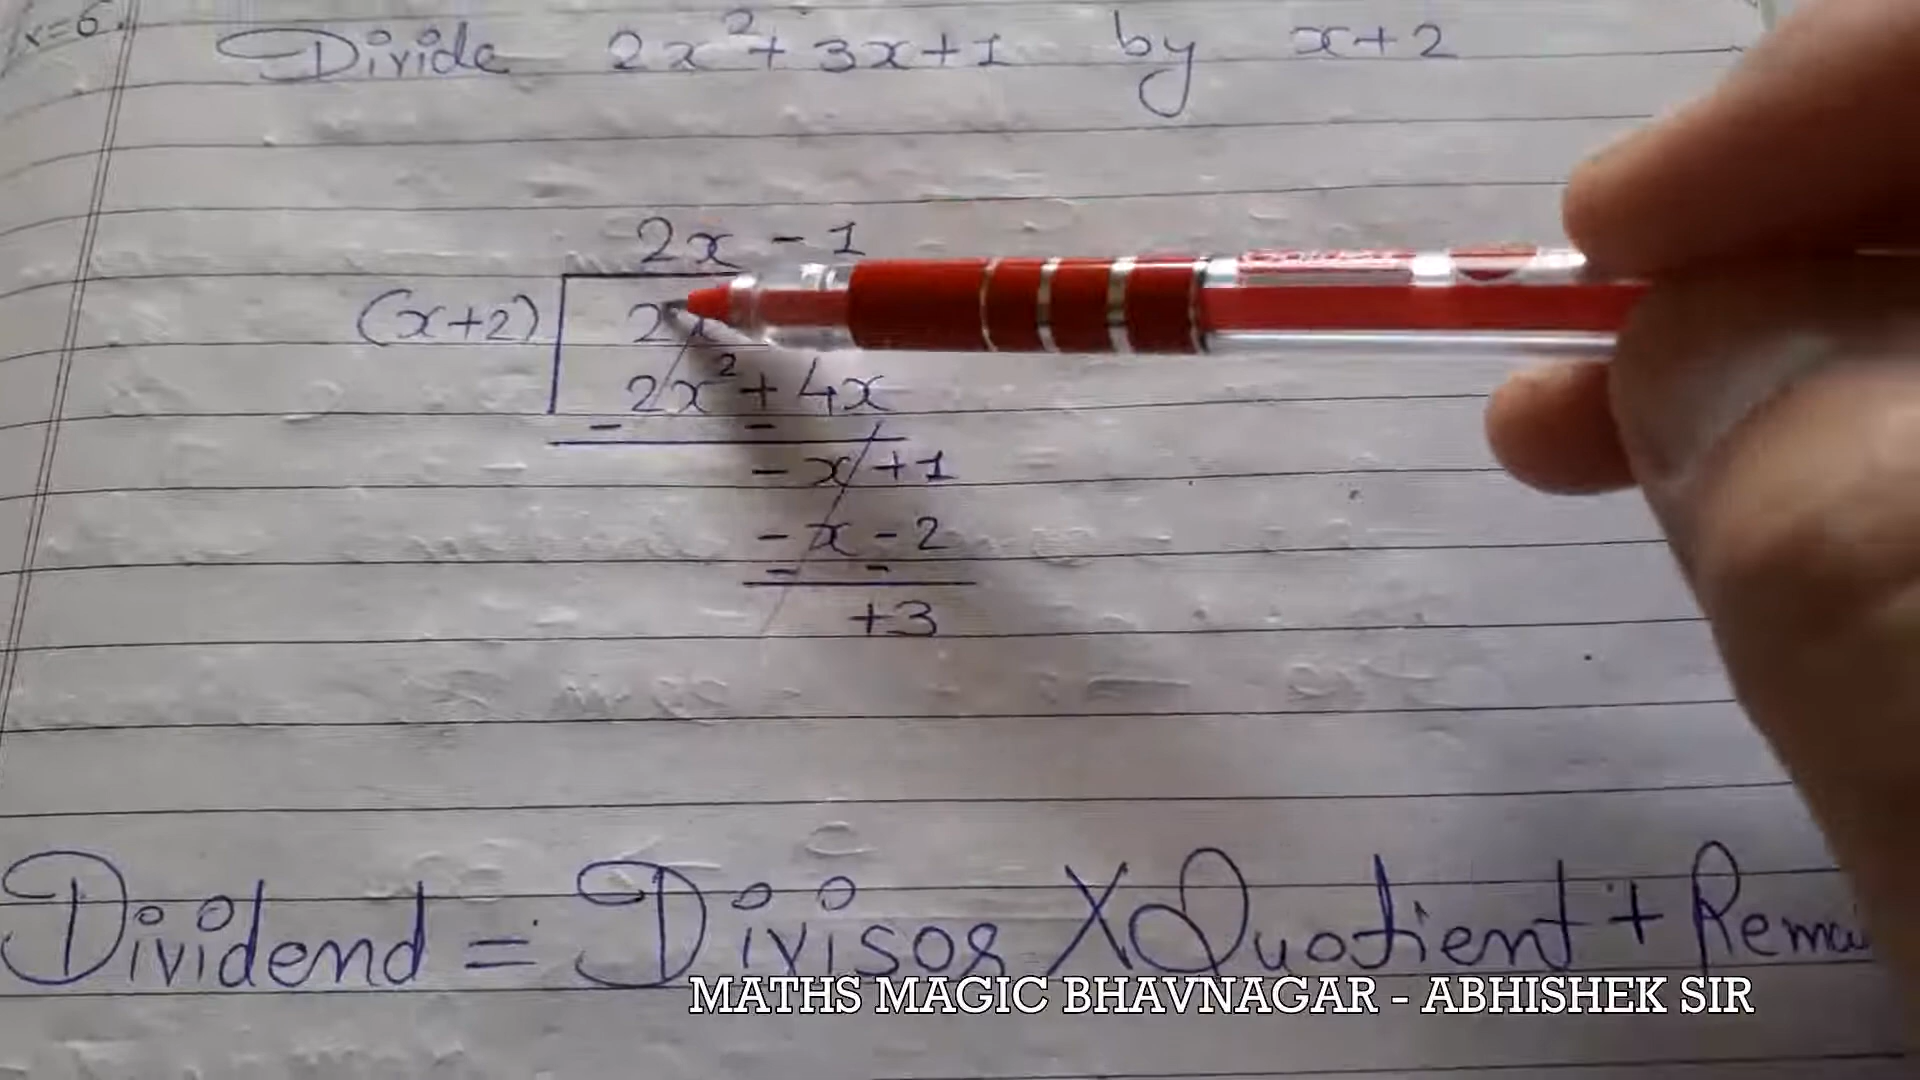 x=6.
Divide 2x²+3x+1 by x+2
2x - 1
(x+2) 2x
2x²+ 4x
- -
-x+1
-x-2
- -
+3
Dividend = Divisor X Quotient + Remai
MATHS MAGIC BHAVNAGAR - ABHISHEK SIR